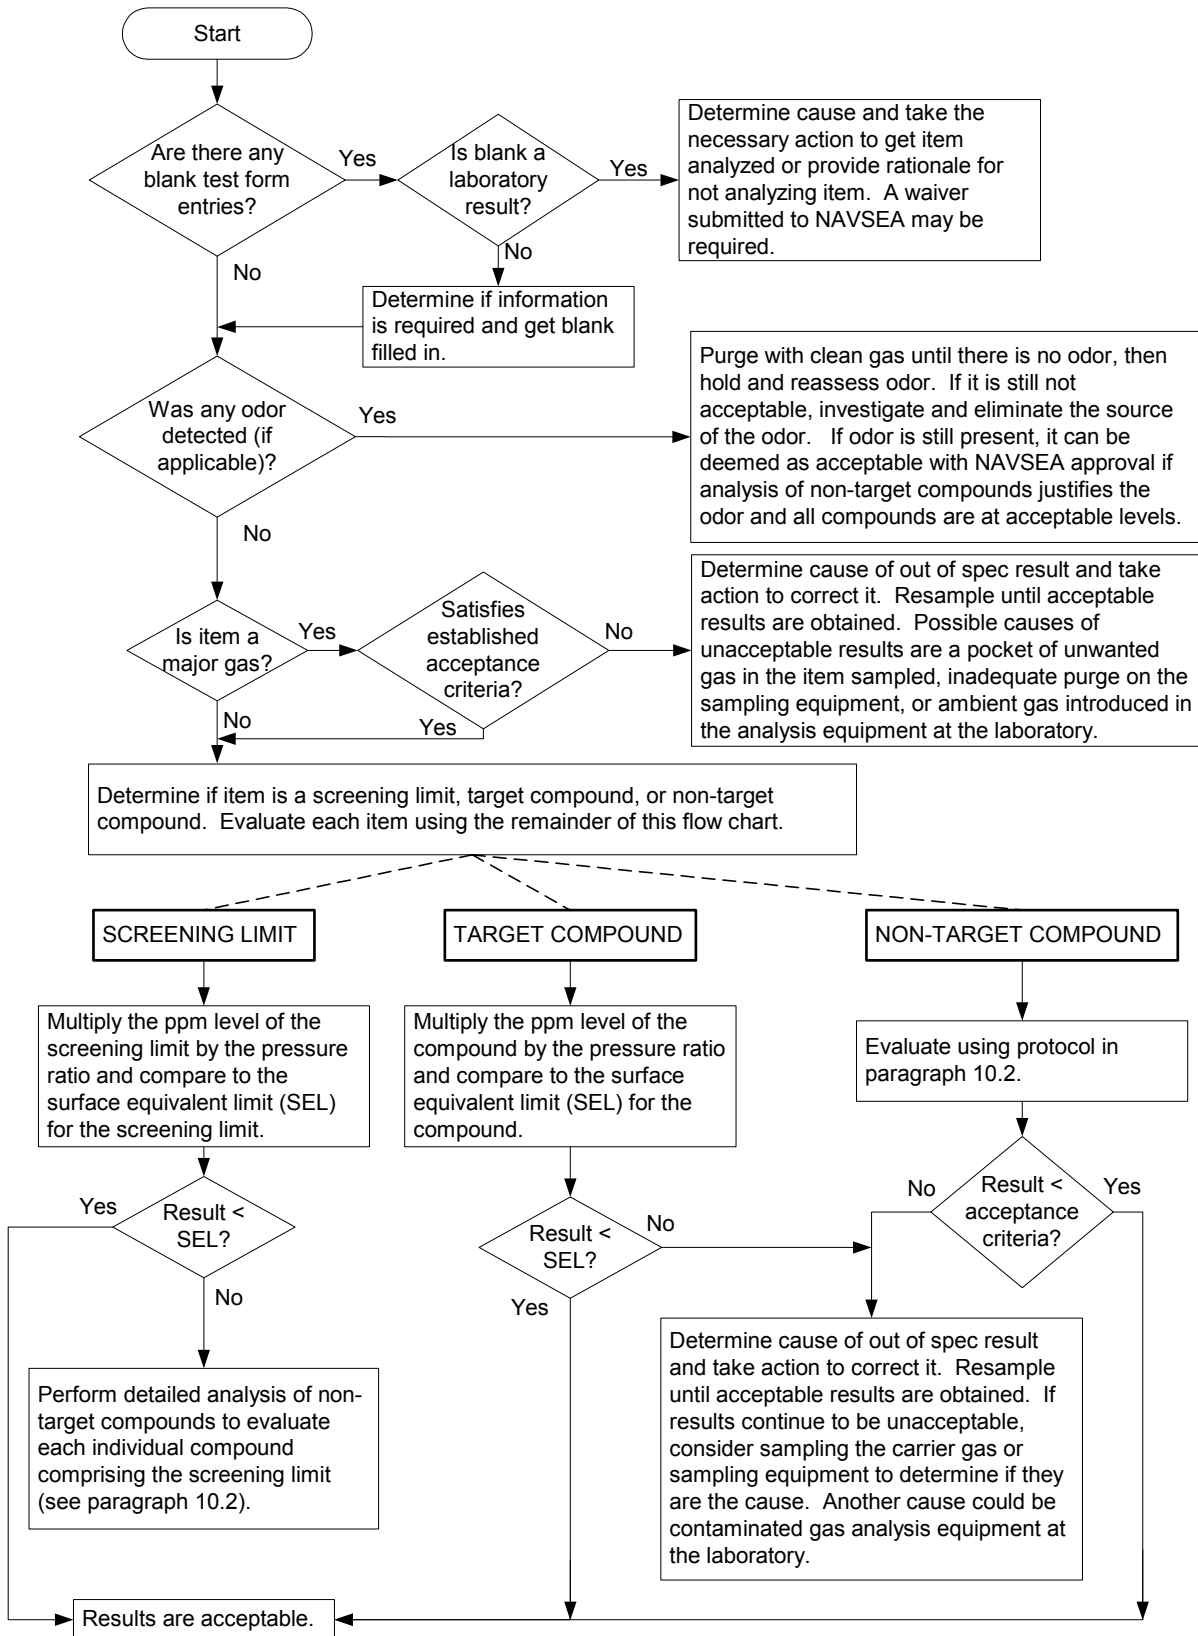 Start
Are there any
blank test form
entries?
Yes
Is blank a
laboratory
result?
Yes
Determine cause and take the
necessary action to get item
analyzed or provide rationale for
not analyzing item.  A waiver
submitted to NAVSEA may be
required.
No
No
Determine if information
is required and get blank
filled in.
Was any odor
detected (if
applicable)?
Yes
Purge with clean gas until there is no odor, then
hold and reassess odor.  If it is still not
acceptable, investigate and eliminate the source
of the odor.   If odor is still present, it can be
deemed as acceptable with NAVSEA approval if
analysis of non-target compounds justifies the
odor and all compounds are at acceptable levels.
No
Is item a
major gas?
Yes
Satisfies
established
acceptance
criteria?
No
Determine cause of out of spec result and take
action to correct it.  Resample until acceptable
results are obtained.  Possible causes of
unacceptable results are a pocket of unwanted
gas in the item sampled, inadequate purge on the
sampling equipment, or ambient gas introduced in
the analysis equipment at the laboratory.
No
Yes
Determine if item is a screening limit, target compound, or non-target
compound.  Evaluate each item using the remainder of this flow chart.
SCREENING LIMIT
TARGET COMPOUND
NON-TARGET COMPOUND
Multiply the ppm level of the
screening limit by the pressure
ratio and compare to the
surface equivalent limit (SEL)
for the screening limit.
Multiply the ppm level of the
compound by the pressure ratio
and compare to the surface
equivalent limit (SEL) for the
compound.
Evaluate using protocol in
paragraph 10.2.
Yes
Result <
SEL?
No
Result <
SEL?
No
Yes
No
Result <
acceptance
criteria?
Yes
Perform detailed analysis of non-
target compounds to evaluate
each individual compound
comprising the screening limit
(see paragraph 10.2).
Determine cause of out of spec result
and take action to correct it.  Resample
until acceptable results are obtained.  If
results continue to be unacceptable,
consider sampling the carrier gas or
sampling equipment to determine if they
are the cause.  Another cause could be
contaminated gas analysis equipment at
the laboratory.
Results are acceptable.